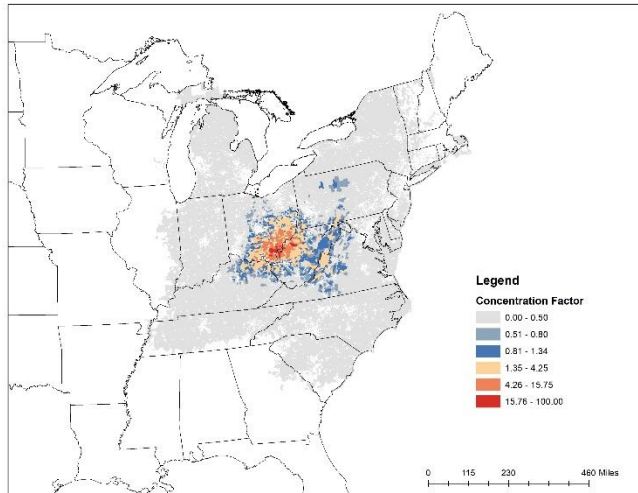 Legend
Concentration Factor
0.00 - 0.50
0.51 - 0.80
0.81 - 1.34
1.35 - 4.25
4.26 - 15.75
15.76 - 100.00
0 115 230 460 Miles